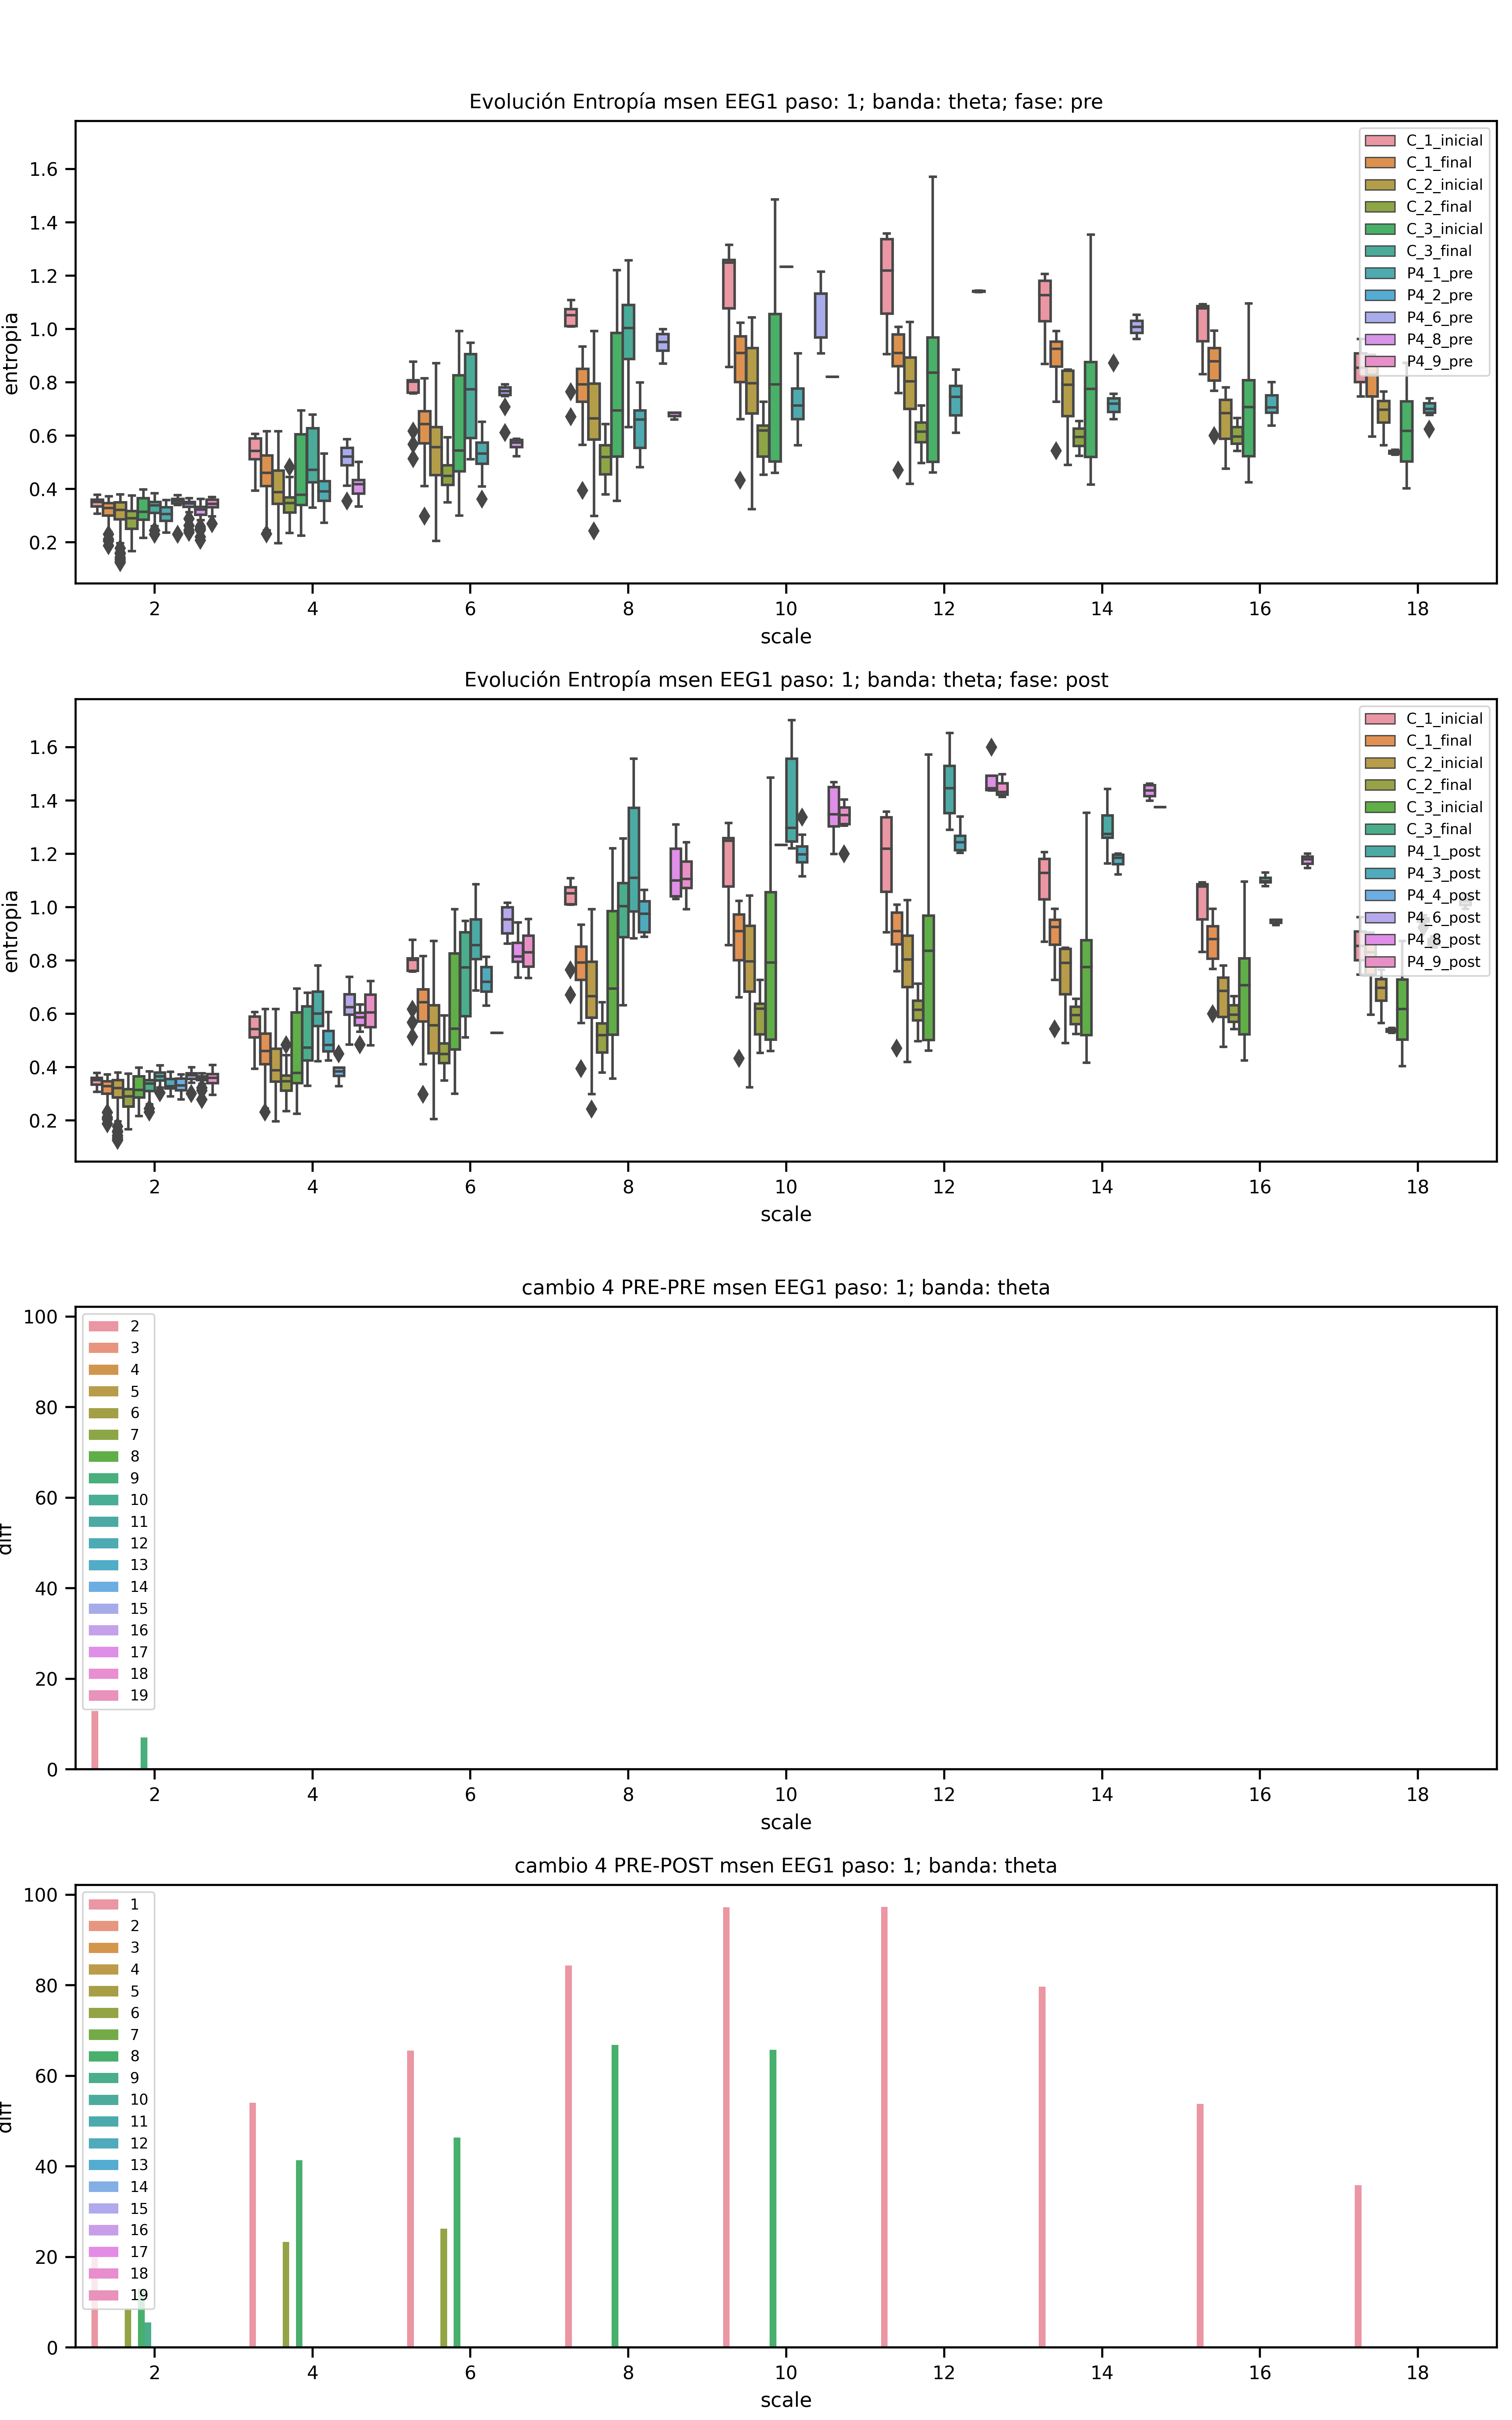 Evolución Entropía msen EEG1 paso: 1; banda: theta; fase: pre
entropia
1.6
1.4
1.2
1.0
0.8
0.6
0.4
0.2
C_1_inicial
C_1_final
C_2_inicial
C_2_final
C_3_inicial
C_3_final
P4_1_pre
P4_2_pre
P4_6_pre
P4_8_pre
P4_9_pre
2 4 6 8 10 12 14 16 18
scale
Evolución Entropía msen EEG1 paso: 1; banda: theta; fase: post
entropia
1.6
1.4
1.2
1.0
0.8
0.6
0.4
0.2
C_1_inicial
C_1_final
C_2_inicial
C_2_final
C_3_inicial
C_3_final
P4_1_post
P4_3_post
P4_4_post
P4_6_post
P4_8_post
P4_9_post
2 4 6 8 10 12 14 16 18
scale
cambio 4 PRE-PRE msen EEG1 paso: 1; banda: theta
diff
100
80
60
40
20
0
2
3
4
5
6
7
8
9
10
11
12
13
14
15
16
17
18
19
2 4 6 8 10 12 14 16 18
scale
cambio 4 PRE-POST msen EEG1 paso: 1; banda: theta
diff
100
80
60
40
20
0
1
2
3
4
5
6
7
8
9
10
11
12
13
14
15
16
17
18
19
2 4 6 8 10 12 14 16 18
scale